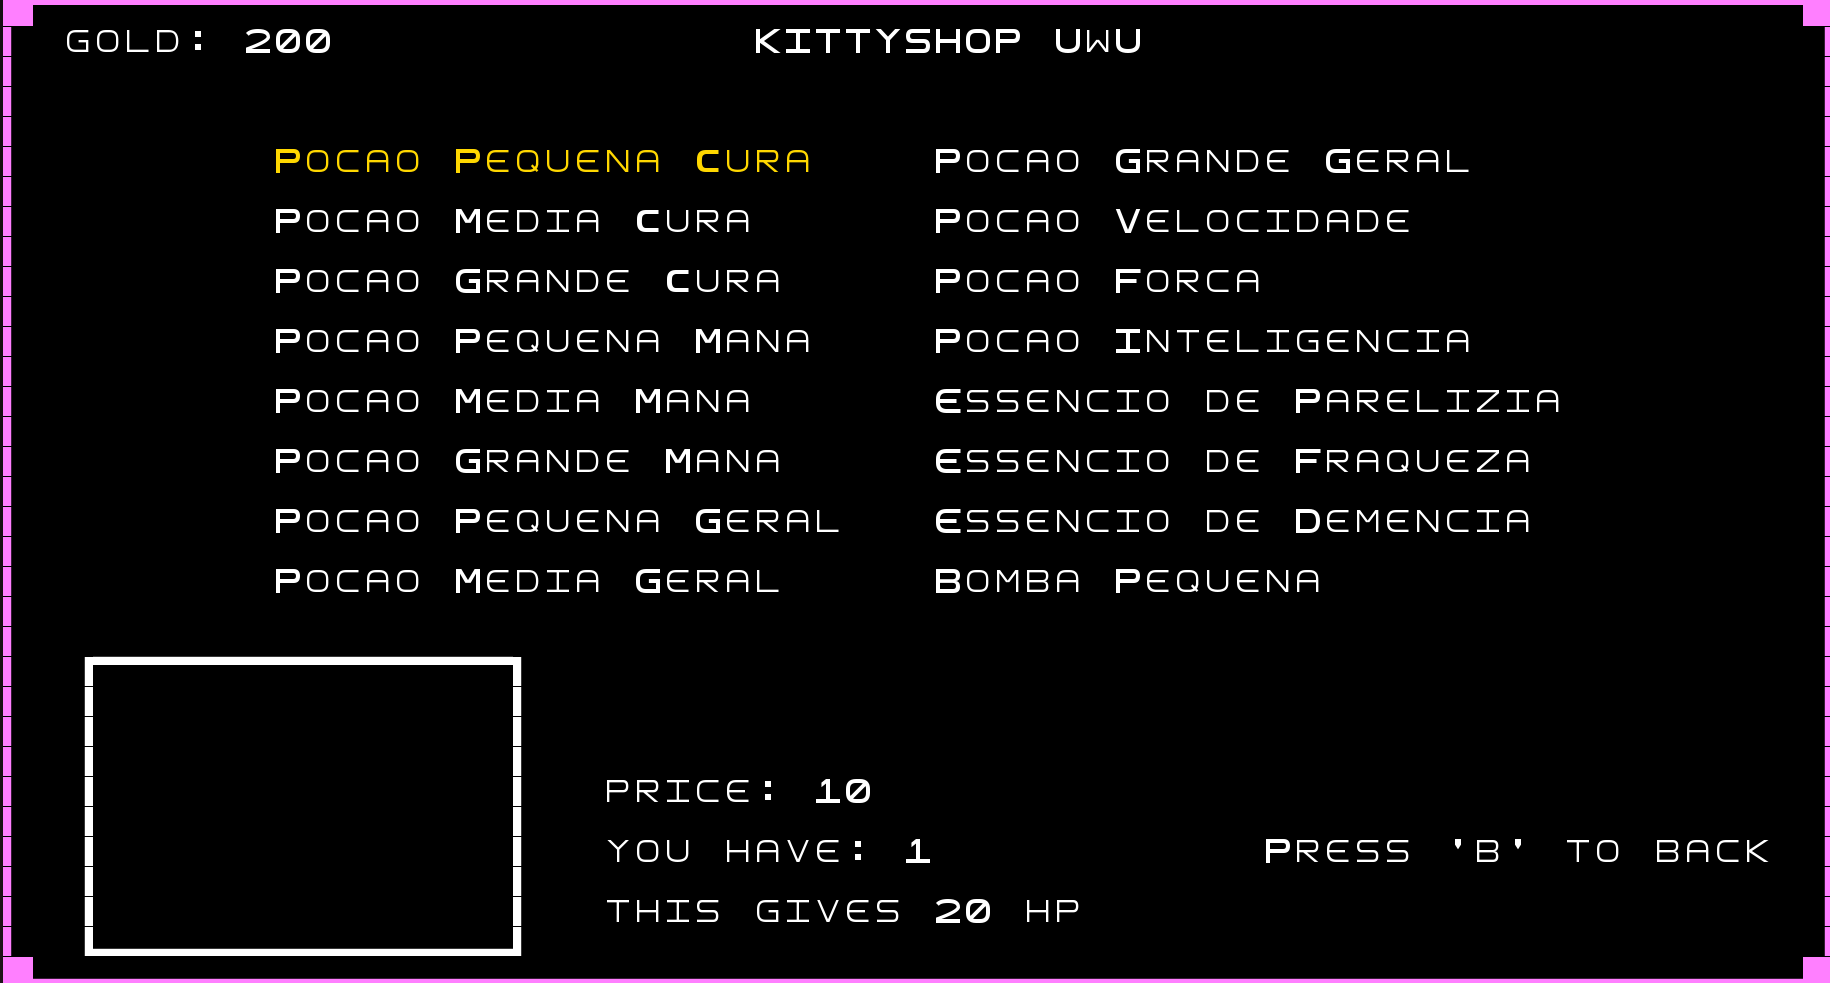 GOLD: 200 KITTYSHOP UwU
Pocao Pequena Cura Pocao Grande Geral
Pocao Media Cura Pocao Velocidade
Pocao Grande Cura Pocao Forca
Pocao Pequena Mana Pocao Inteligencia
Pocao Media Mana Essencio de Parelizia
Pocao Grande Mana Essencio de Fraqueza
Pocao Pequena Geral Essencio de Demencia
Pocao Media Geral Bomba Pequena
price: 10
you have: 1 Press 'b' to back
this gives 20 hp